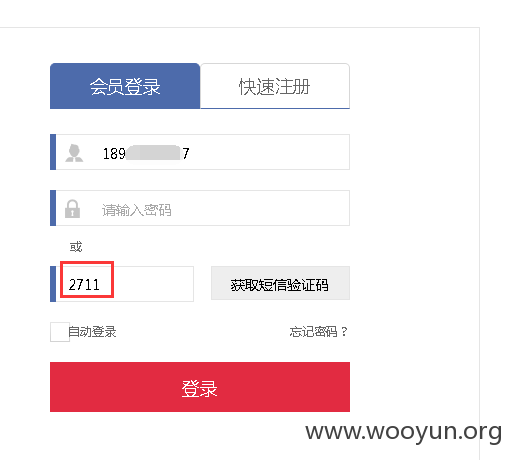 会员登录 快速注册
189 7
请输入密码
或
2711 获取短信验证码
自动登录 忘记密码？
登录
www.wooyun.org